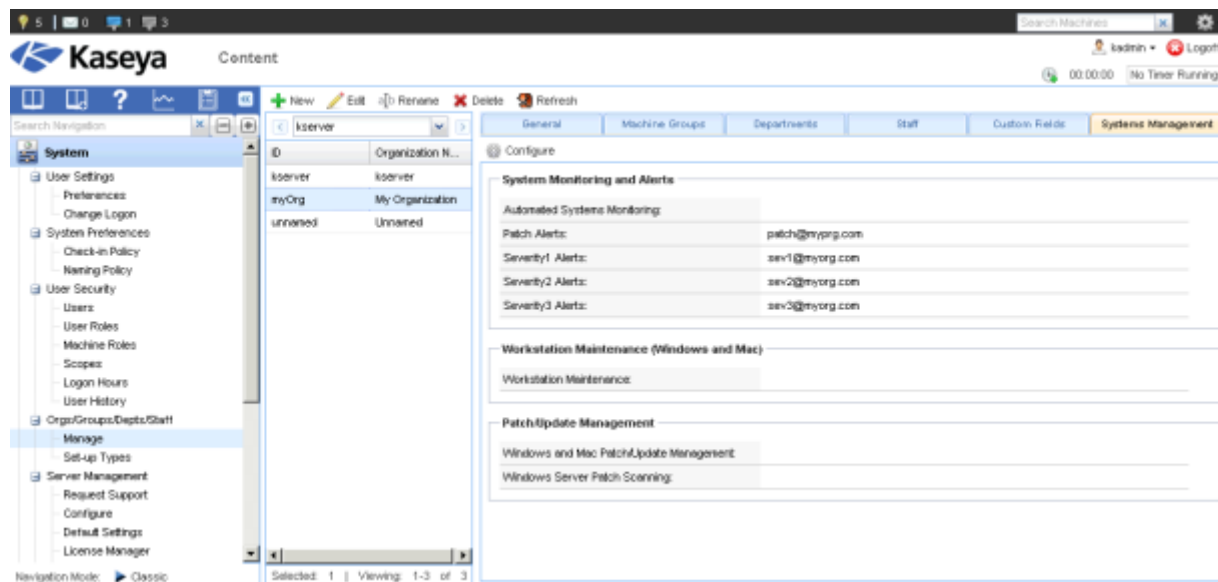 5 0 1 3
Search Machines
Kaseya
Content
kadmin
Logoff
00:00:00 No Timer Running
New Edit Rename Delete Refresh
Search Navigation
System
User Settings
Preferences
Change Logon
System Preferences
Check-in Policy
Naming Policy
User Security
Users
User Roles
Machine Roles
Scopes
Logon Hours
User History
Orgs/Groups/Depts/Staff
Manage
Set-up Types
Server Management
Request Support
Configure
Default Settings
License Manager
Navigation Mode: Classic
kserver
ID Organization N...
kserver kserver
myOrg My Organization
unnamed Unnamed
Selected: 1 | Viewing: 1-3 of 3
General Machine Groups Departments Staff Custom Fields Systems Management
Configure
System Monitoring and Alerts
Automated Systems Monitoring:
Patch Alerts: patch@myprg.com
Severity1 Alerts: sev1@myorg.com
Severity2 Alerts: sev2@myorg.com
Severity3 Alerts: sev3@myorg.com
Workstation Maintenance (Windows and Mac)
Workstation Maintenance:
Patch/Update Management
Windows and Mac Patch/Update Management:
Windows Server Patch Scanning: